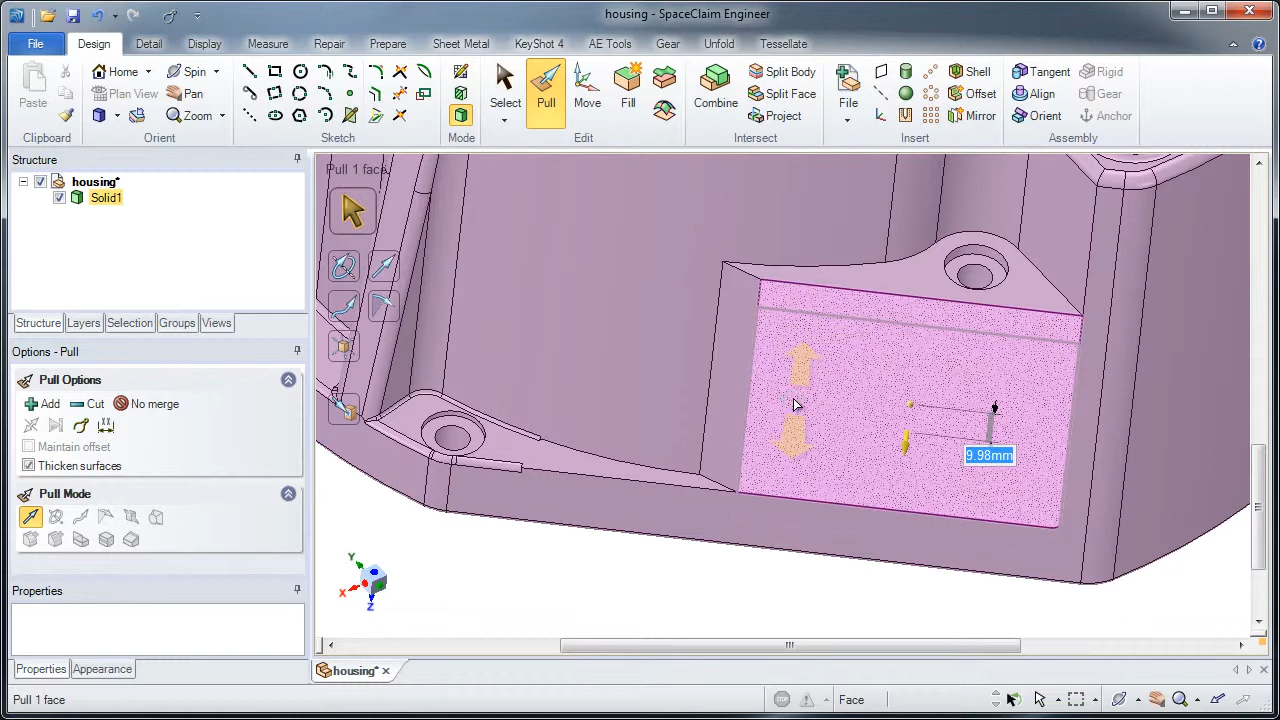 housing - SpaceClaim Engineer
File Design Detail Display Measure Repair Prepare Sheet Metal KeyShot 4 AE Tools Gear Unfold Tessellate
Paste
Home Spin
Plan View Pan
Zoom
Select Pull Move Fill
Combine
Split Body
Split Face
Project
File
Shell
Offset
Mirror
Tangent Rigid
Align Gear
Orient Anchor
Clipboard Orient Sketch Mode Edit Intersect Insert Assembly
Structure
housing*
Solid1
Structure Layers Selection Groups Views
Options - Pull
Pull Options
Add Cut No merge
Maintain offset
Thicken surfaces
Pull Mode
Properties
Properties Appearance
Pull 1 face
9.98mm
Y
X
Z
housing*
Pull 1 face
Face